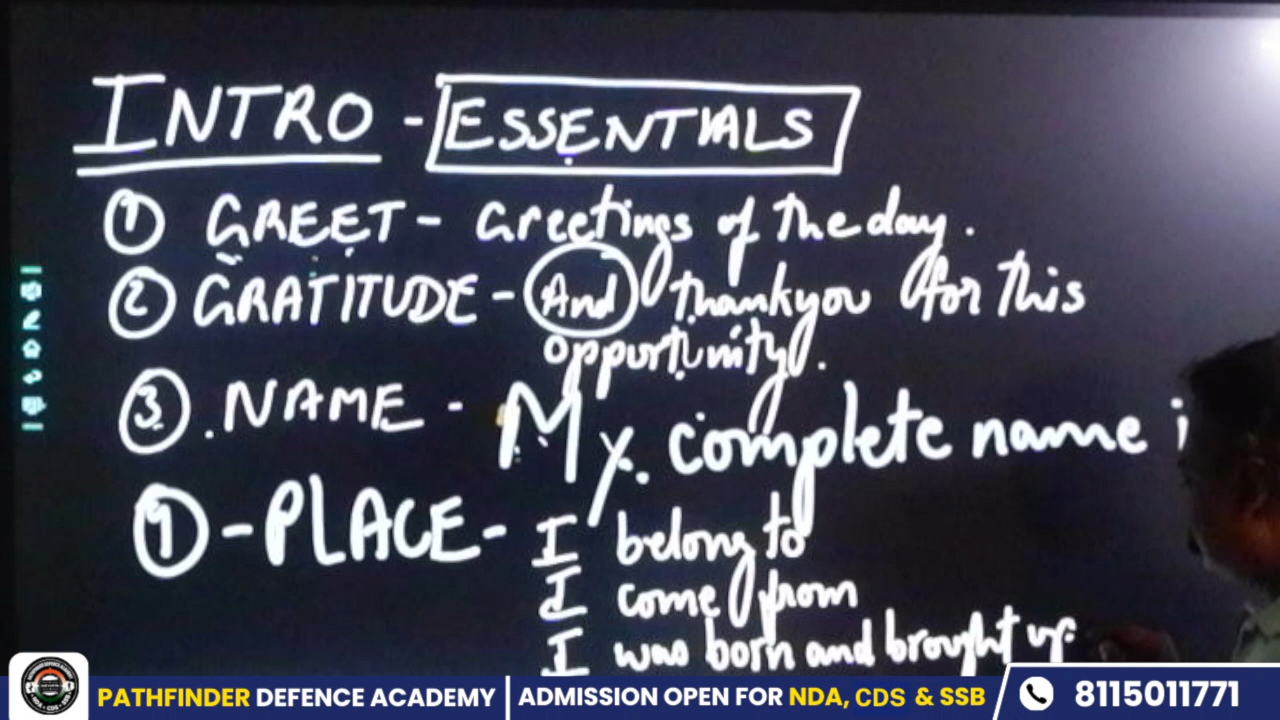 INTRO - ESSENTIALS
① GREET - Greetings of the day.
② GRATITUDE - And thankyou for this
opportunity.
③. NAME - My. complete name i
④ - PLACE - I belong to
I come from
I was born and brought up
PATHFINDER DEFENCE ACADEMY | ADMISSION OPEN FOR NDA, CDS & SSB 8115011771